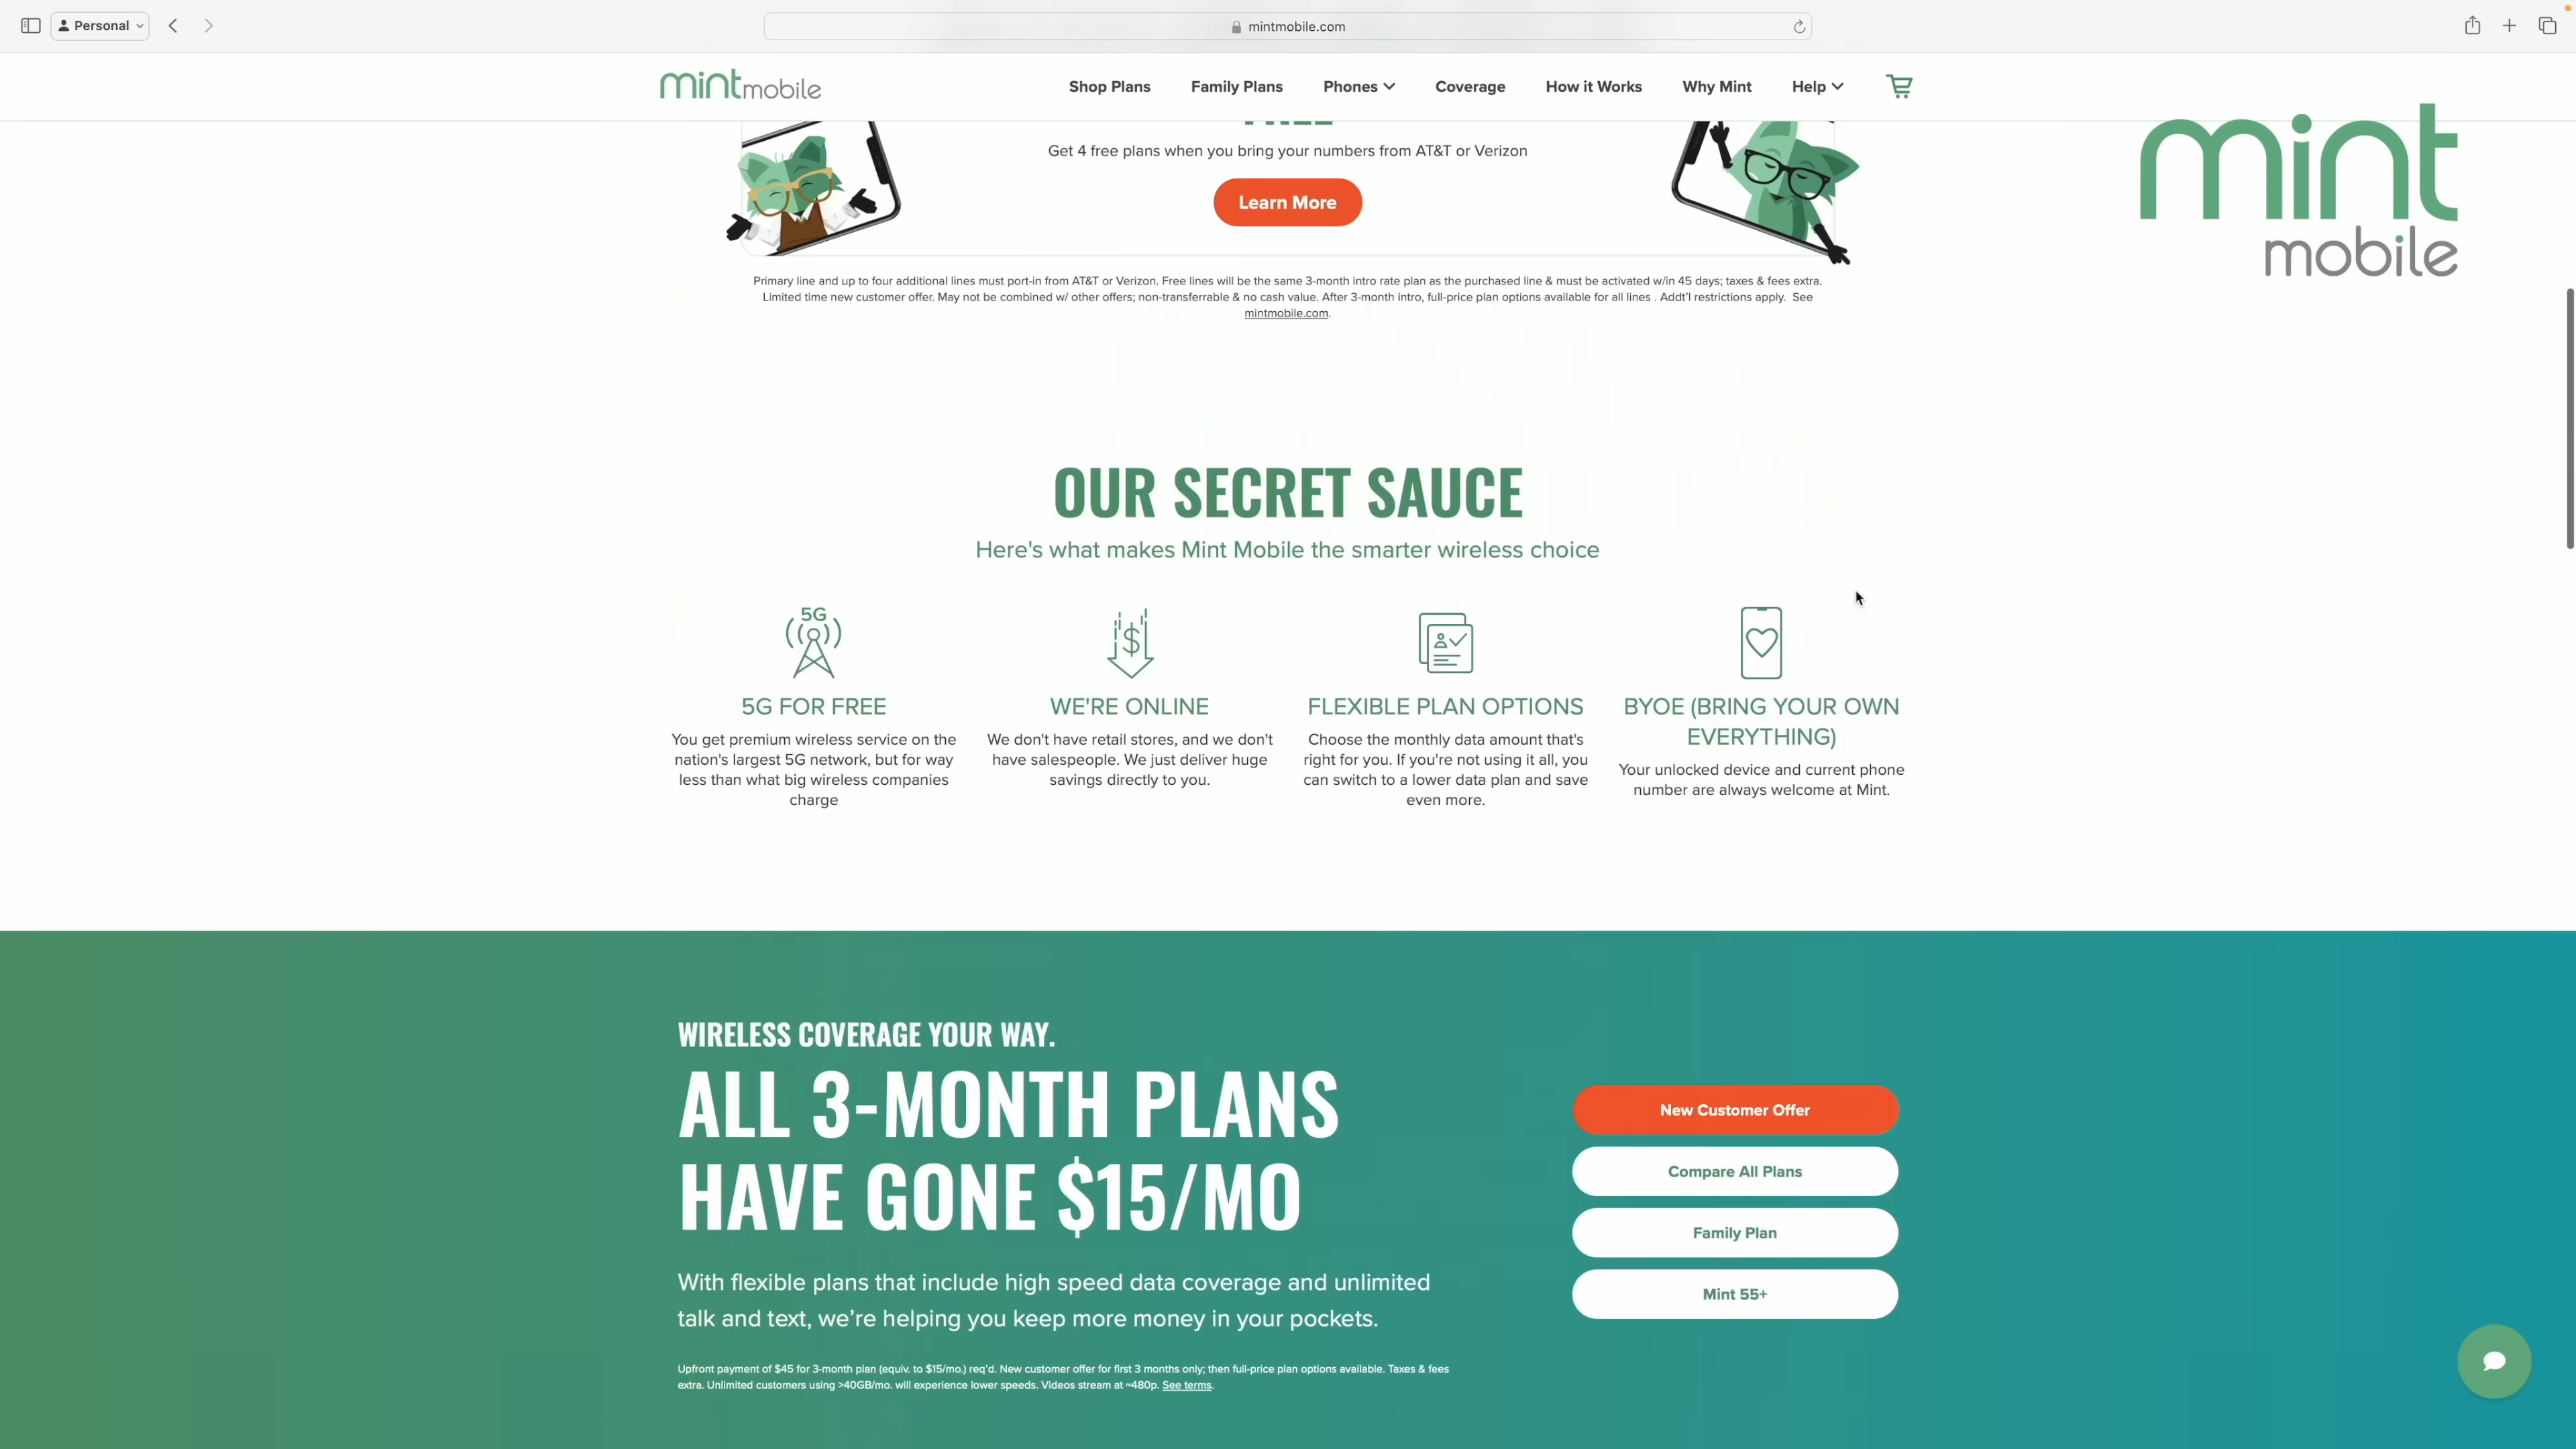 Personal
mintmobile.com
mintmobile
Shop Plans
Family Plans
Phones
Coverage
How it Works
Why Mint
Help
mint
mobile
FREE
Get 4 free plans when you bring your numbers from AT&T or Verizon
Learn More
Primary line and up to four additional lines must port-in from AT&T or Verizon. Free lines will be the same 3-month intro rate plan as the purchased line & must be activated w/in 45 days; taxes & fees extra.
Limited time new customer offer. May not be combined w/ other offers; non-transferrable & no cash value. After 3-month intro, full-price plan options available for all lines . Addt'l restrictions apply. See
mintmobile.com.
OUR SECRET SAUCE
Here's what makes Mint Mobile the smarter wireless choice
5G
5G FOR FREE
You get premium wireless service on the
nation's largest 5G network, but for way
less than what big wireless companies
charge
$
WE'RE ONLINE
We don't have retail stores, and we don't
have salespeople. We just deliver huge
savings directly to you.
FLEXIBLE PLAN OPTIONS
Choose the monthly data amount that's
right for you. If you're not using it all, you
can switch to a lower data plan and save
even more.
BYOE (BRING YOUR OWN
EVERYTHING)
Your unlocked device and current phone
number are always welcome at Mint.
WIRELESS COVERAGE YOUR WAY.
ALL 3-MONTH PLANS
HAVE GONE $15/MO
With flexible plans that include high speed data coverage and unlimited
talk and text, we're helping you keep more money in your pockets.
Upfront payment of $45 for 3-month plan (equiv. to $15/mo.) req'd. New customer offer for first 3 months only; then full-price plan options available. Taxes & fees
extra. Unlimited customers using >40GB/mo. will experience lower speeds. Videos stream at ~480p. See terms.
New Customer Offer
Compare All Plans
Family Plan
Mint 55+